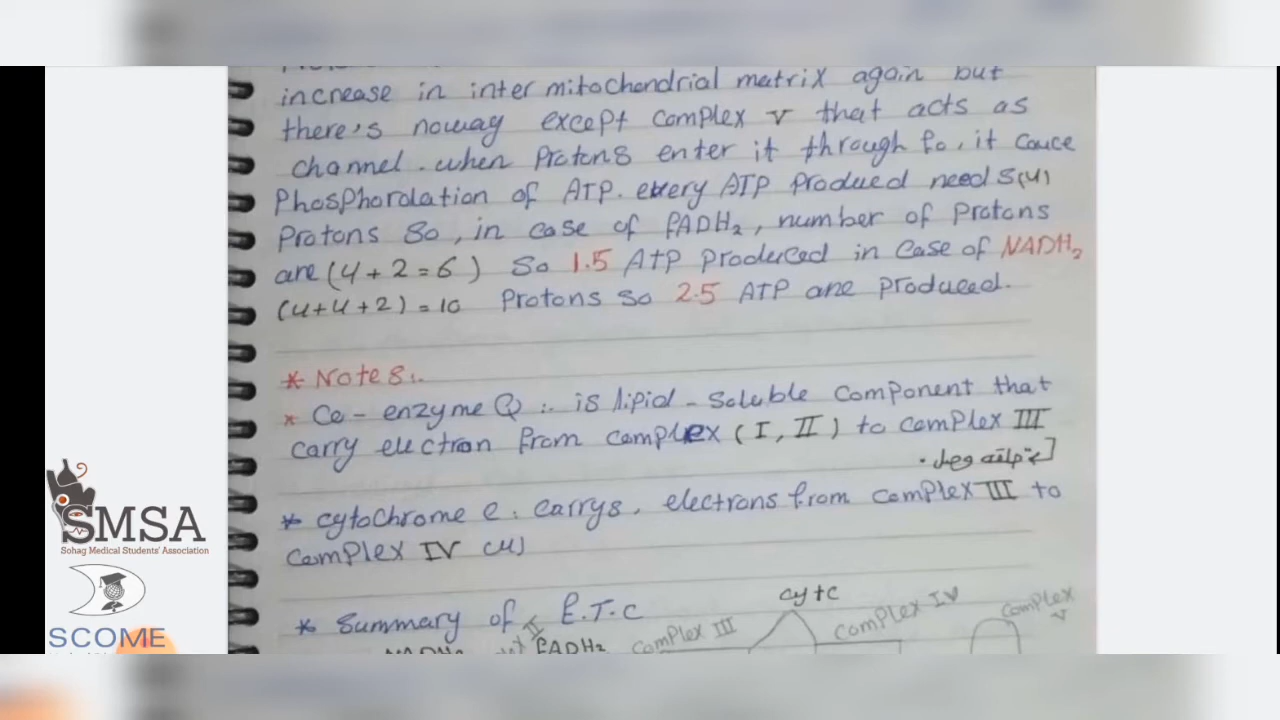 increase in inter mitochondrial matrix again but
there's noway except complex V that acts as
channel. when Protons enter it through fo, it cauce
Phosphorolation of ATP. every ATP produed needs (4)
Protons so, in case of FADH₂, number of Protons
are (4 + 2 = 6) So 1.5 Atp produced in case of NADH₂
(4+4+2) = 10 Protons so 2.5 ATP are produced.
* Notes:.
* Co - enzyme Q :. is lipid - soluble component that
carry electron from complex (I, II) to complex III
* cytochrome c. carrys, electrons from complex III to
complex IV (4)
* Summary of E.T.C
cytc
complex IV
complex V
complex III
FADH₂
NADH₂
SMSA
Sohag Medical Students' Association
SCOME